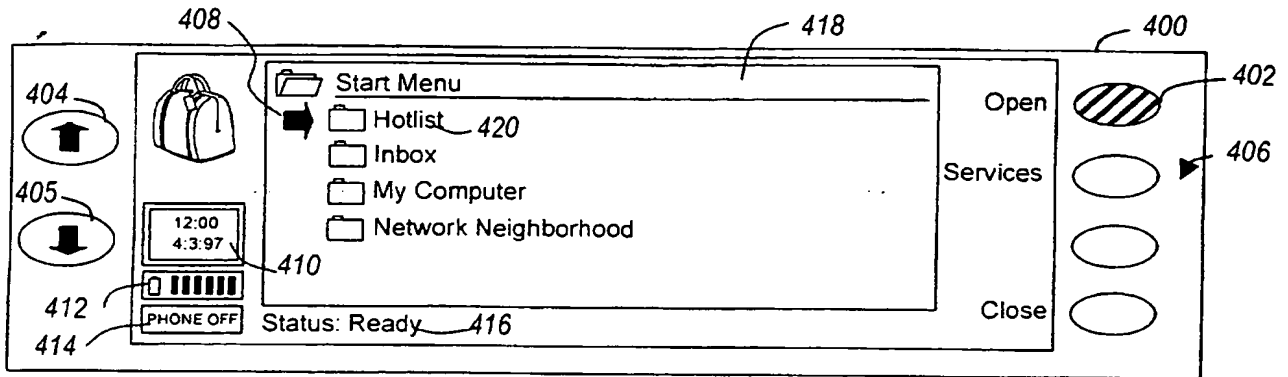 408
418
400
404
Start Menu
Open
402
Hotlist
420
406
Inbox
Services
405
My Computer
12:00
4:3:97
Network Neighborhood
410
412
PHONE OFF
Status: Ready
416
Close
414